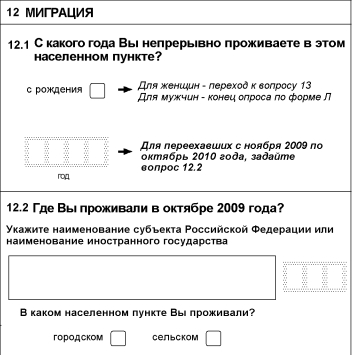 12 МИГРАЦИЯ
12.1 С какого года Вы непрерывно проживаете в этом
населенном пункте?
с рождения
Для женщин - переход к вопросу 13
Для мужчин - конец опроса по форме Л
Для переехавших с ноября 2009 по
октябрь 2010 года, задайте
вопрос 12.2
год
12.2 Где Вы проживали в октябре 2009 года?
Укажите наименование субъекта Российской Федерации или
наименование иностранного государства
В каком населенном пункте Вы проживали?
городском сельском